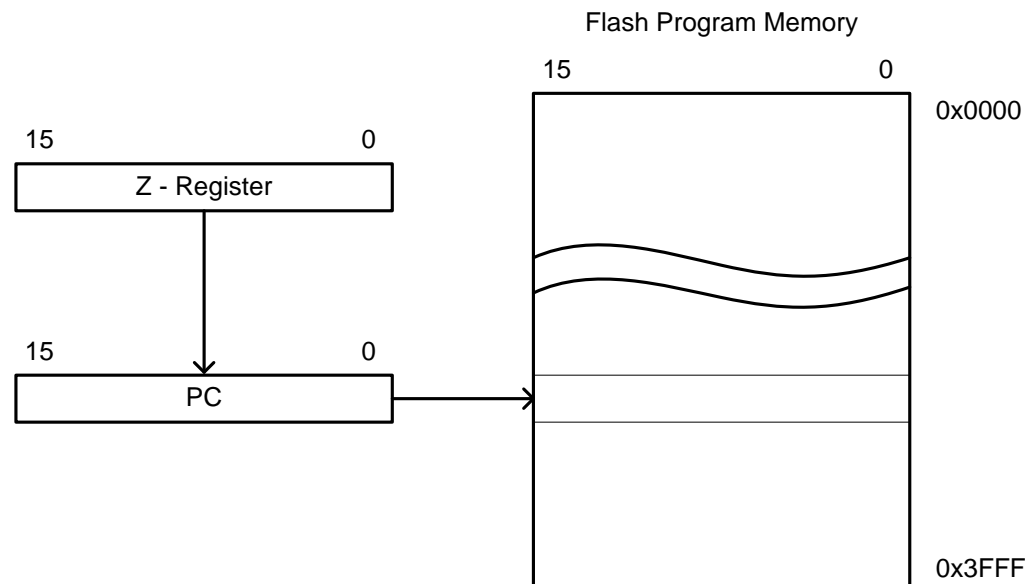 Flash Program Memory
15 0
0x0000
15 0
Z - Register
15 0
PC
0x3FFF